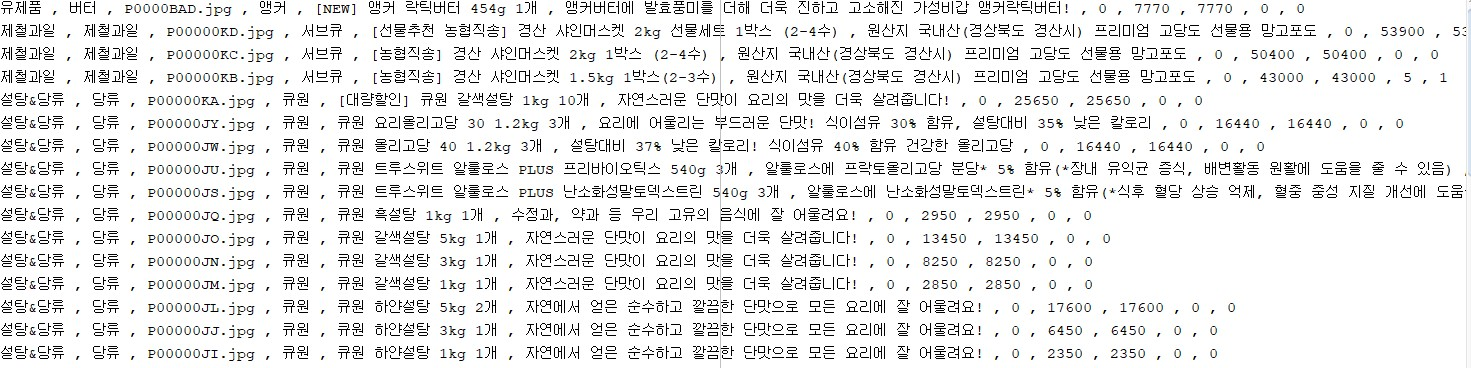 유제품 , 버터 , P0000BAD.jpg , 앵커 , [NEW] 앵커 락틱버터 454g 1개 , 앵커버터에 발효풍미를 더해 더욱 진하고 고소해진 가성비갑 앵커락틱버터! , 0 , 7770 , 7770 , 0 , 0
제철과일 , 제철과일 , P00000KD.jpg , 서브큐 , [선물추천 농협직송] 경산 샤인머스켓 2kg 선물세트 1박스 (2-4수) , 원산지 국내산(경상북도 경산시) 프리미엄 고당도 선물용 망고포도 , 0 , 53900 , 53
제철과일 , 제철과일 , P00000KC.jpg , 서브큐 , [농협직송] 경산 샤인머스켓 2kg 1박스 (2-4수) , 원산지 국내산(경상북도 경산시) 프리미엄 고당도 선물용 망고포도 , 0 , 50400 , 50400 , 0 , 0
제철과일 , 제철과일 , P00000KB.jpg , 서브큐 , [농협직송] 경산 샤인머스켓 1.5kg 1박스(2-3수) , 원산지 국내산(경상북도 경산시) 프리미엄 고당도 선물용 망고포도 , 0 , 43000 , 43000 , 5 , 1
설탕&당류 , 당류 , P00000KA.jpg , 큐원 , [대량할인] 큐원 갈색설탕 1kg 10개 , 자연스러운 단맛이 요리의 맛을 더욱 살려줍니다! , 0 , 25650 , 25650 , 0 , 0
설탕&당류 , 당류 , P00000JY.jpg , 큐원 , 큐원 요리올리고당 30 1.2kg 3개 , 요리에 어울리는 부드러운 단맛! 식이섬유 30% 함유, 설탕대비 35% 낮은 칼로리 , 0 , 16440 , 16440 , 0 , 0
설탕&당류 , 당류 , P00000JW.jpg , 큐원 , 큐원 올리고당 40 1.2kg 3개 , 설탕대비 37% 낮은 칼로리! 식이섬유 40% 함유 건강한 올리고당 , 0 , 16440 , 16440 , 0 , 0
설탕&당류 , 당류 , P00000JU.jpg , 큐원 , 큐원 트루스위트 알룰로스 PLUS 프리바이오틱스 540g 3개 , 알룰로스에 프락토올리고당 분당* 5% 함유(*장내 유익균 증식, 배변활동 원활에 도움을 줄 수 있음) ,
설탕&당류 , 당류 , P00000JS.jpg , 큐원 , 큐원 트루스위트 알룰로스 PLUS 난소화성말토덱스트린 540g 3개 , 알룰로스에 난소화성말토덱스트린* 5% 함유(*식후 혈당 상승 억제, 혈중 중성 지질 개선에 도움
설탕&당류 , 당류 , P00000JQ.jpg , 큐원 , 큐원 흑설탕 1kg 1개 , 수정과, 약과 등 우리 고유의 음식에 잘 어울려요! , 0 , 2950 , 2950 , 0 , 0
설탕&당류 , 당류 , P00000JO.jpg , 큐원 , 큐원 갈색설탕 5kg 1개 , 자연스러운 단맛이 요리의 맛을 더욱 살려줍니다! , 0 , 13450 , 13450 , 0 , 0
설탕&당류 , 당류 , P00000JN.jpg , 큐원 , 큐원 갈색설탕 3kg 1개 , 자연스러운 단맛이 요리의 맛을 더욱 살려줍니다! , 0 , 8250 , 8250 , 0 , 0
설탕&당류 , 당류 , P00000JM.jpg , 큐원 , 큐원 갈색설탕 1kg 1개 , 자연스러운 단맛이 요리의 맛을 더욱 살려줍니다! , 0 , 2850 , 2850 , 0 , 0
설탕&당류 , 당류 , P00000JL.jpg , 큐원 , 큐원 하얀설탕 5kg 2개 , 자연에서 얻은 순수하고 깔끔한 단맛으로 모든 요리에 잘 어울려요! , 0 , 17600 , 17600 , 0 , 0
설탕&당류 , 당류 , P00000JJ.jpg , 큐원 , 큐원 하얀설탕 3kg 1개 , 자연에서 얻은 순수하고 깔끔한 단맛으로 모든 요리에 잘 어울려요! , 0 , 6450 , 6450 , 0 , 0
설탕&당류 , 당류 , P00000JI.jpg , 큐원 , 큐원 하얀설탕 1kg 1개 , 자연에서 얻은 순수하고 깔끔한 단맛으로 모든 요리에 잘 어울려요! , 0 , 2350 , 2350 , 0 , 0